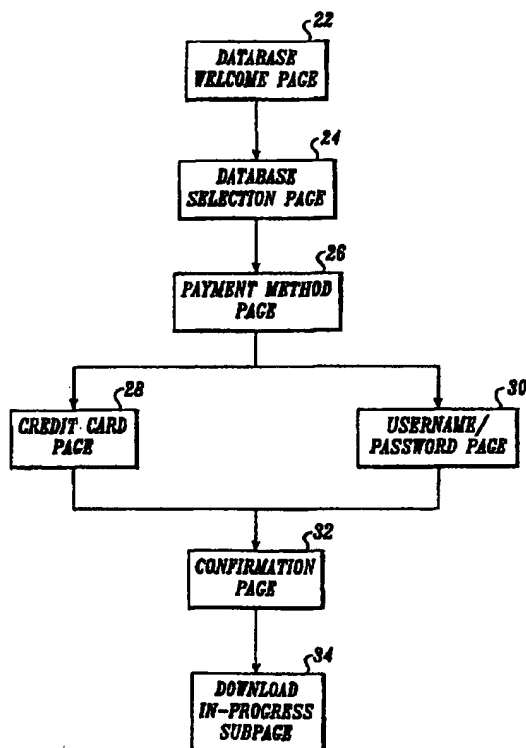 22
DATABASE
WELCOME PAGE
24
DATABASE
SELECTION PAGE
26
PAYMENT METHOD
PAGE
28
CREDIT CARD
PAGE
30
USERNAME/
PASSWORD PAGE
32
CONFIRMATION
PAGE
34
DOWNLOAD
IN-PROGRESS
SUBPAGE